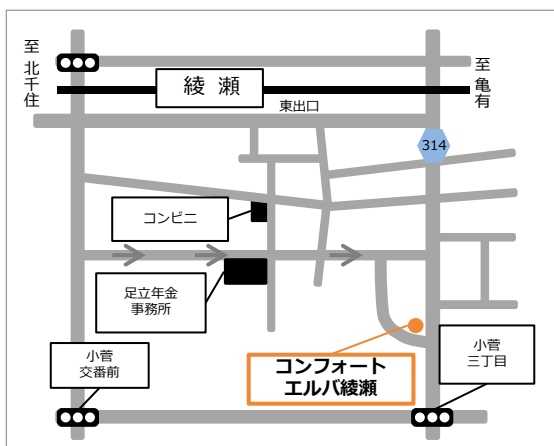 至
北千住
綾 瀬
至
亀有
東出口
314
コンビニ
足立年金
事務所
小菅
交番前
コンフォート
エルバ綾瀬
小菅
三丁目